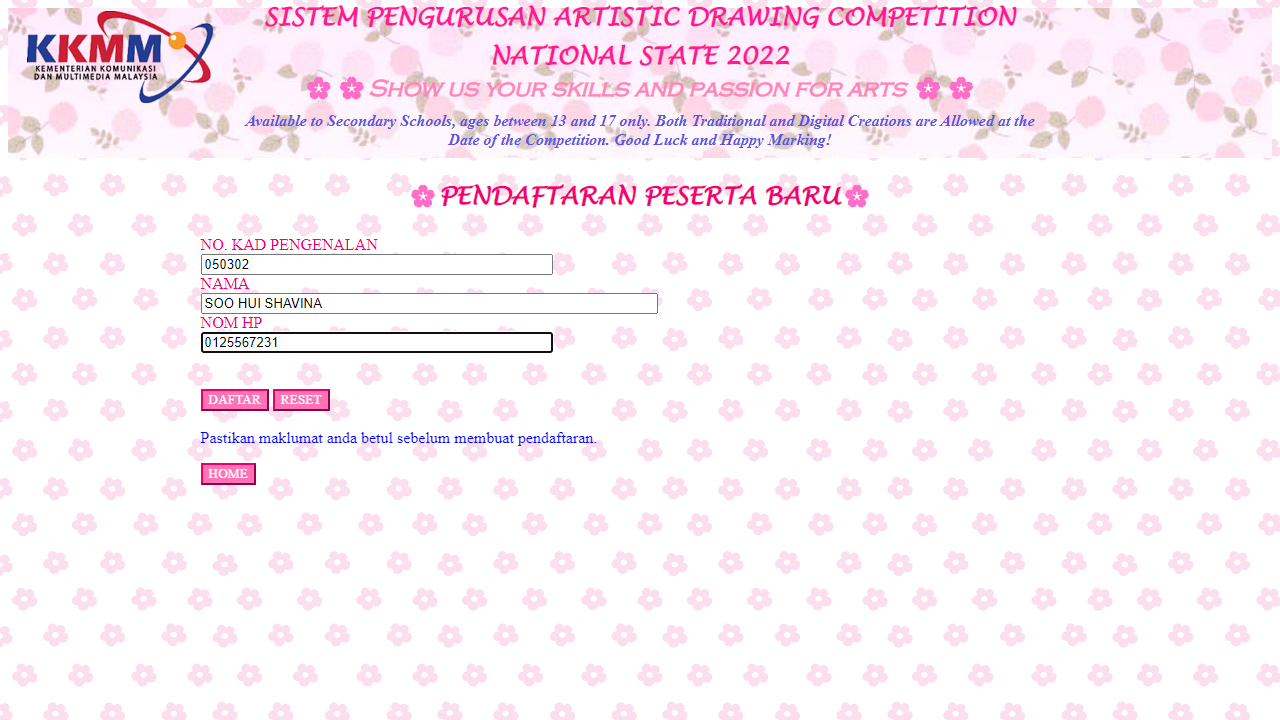 KKMM
KEMENTERIAN KOMUNIKASI
DAN MULTIMEDIA MALAYSIA
SISTEM PENGURUSAN ARTISTIC DRAWING COMPETITION
NATIONAL STATE 2022
SHOW US YOUR SKILLS AND PASSION FOR ARTS
Available to Secondary Schools, ages between 13 and 17 only. Both Traditional and Digital Creations are Allowed at the
Date of the Competition. Good Luck and Happy Marking!
PENDAFTARAN PESERTA BARU
NO. KAD PENGENALAN
050302
NAMA
SOO HUI SHAVINA
NOM HP
0125567231
DAFTAR RESET
Pastikan maklumat anda betul sebelum membuat pendaftaran.
HOME